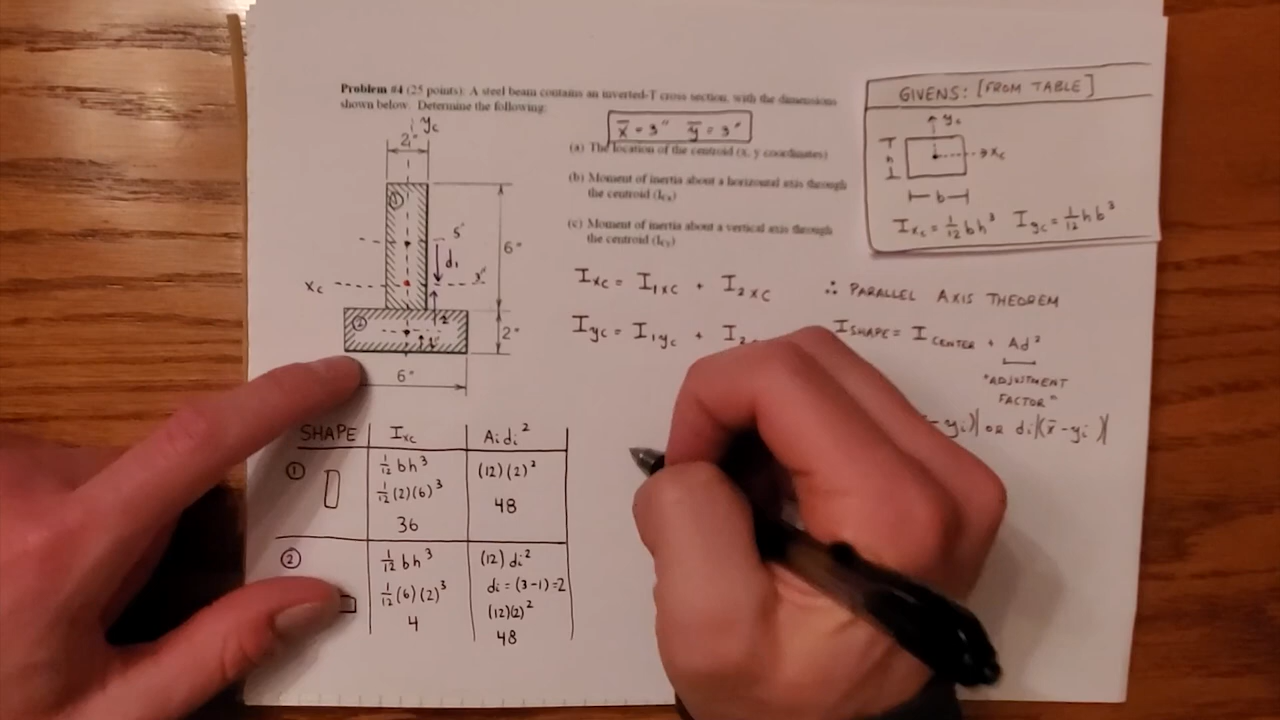 Problem #4 (25 points): A steel beam contains an inverted-T cross section, with the dimensions
shown below. Determine the following:
x̄ = 3" ȳ = 3"
(a) The location of the centroid (x, y coordinates)
(b) Moment of inertia about a horizontal axis through
the centroid (Icx)
(c) Moment of inertia about a vertical axis through
the centroid (Icy)
yc
2"
1
5"
d1
6"
xc
3"
2
2"
6"
GIVENS: [FROM TABLE]
yc
xc
h
b
Ixc = 1/12 bh³ Iyc = 1/12 hb³
Ixc = I1xc + I2xc
Iyc = I1yc + I2
∴ PARALLEL AXIS THEOREM
ISHAPE = ICENTER + Ad²
"ADJUSTMENT
FACTOR"
- yi)| OR di|(x̄ - yi)|
SHAPE Ixc Aidi²
1 1/12 bh³ (12)(2)²
1/12 (2)(6)³
48
36
2 1/12 bh³ (12) di²
1/12 (6)(2)³ di = (3-1) = 2
4 (12)(2)²
48